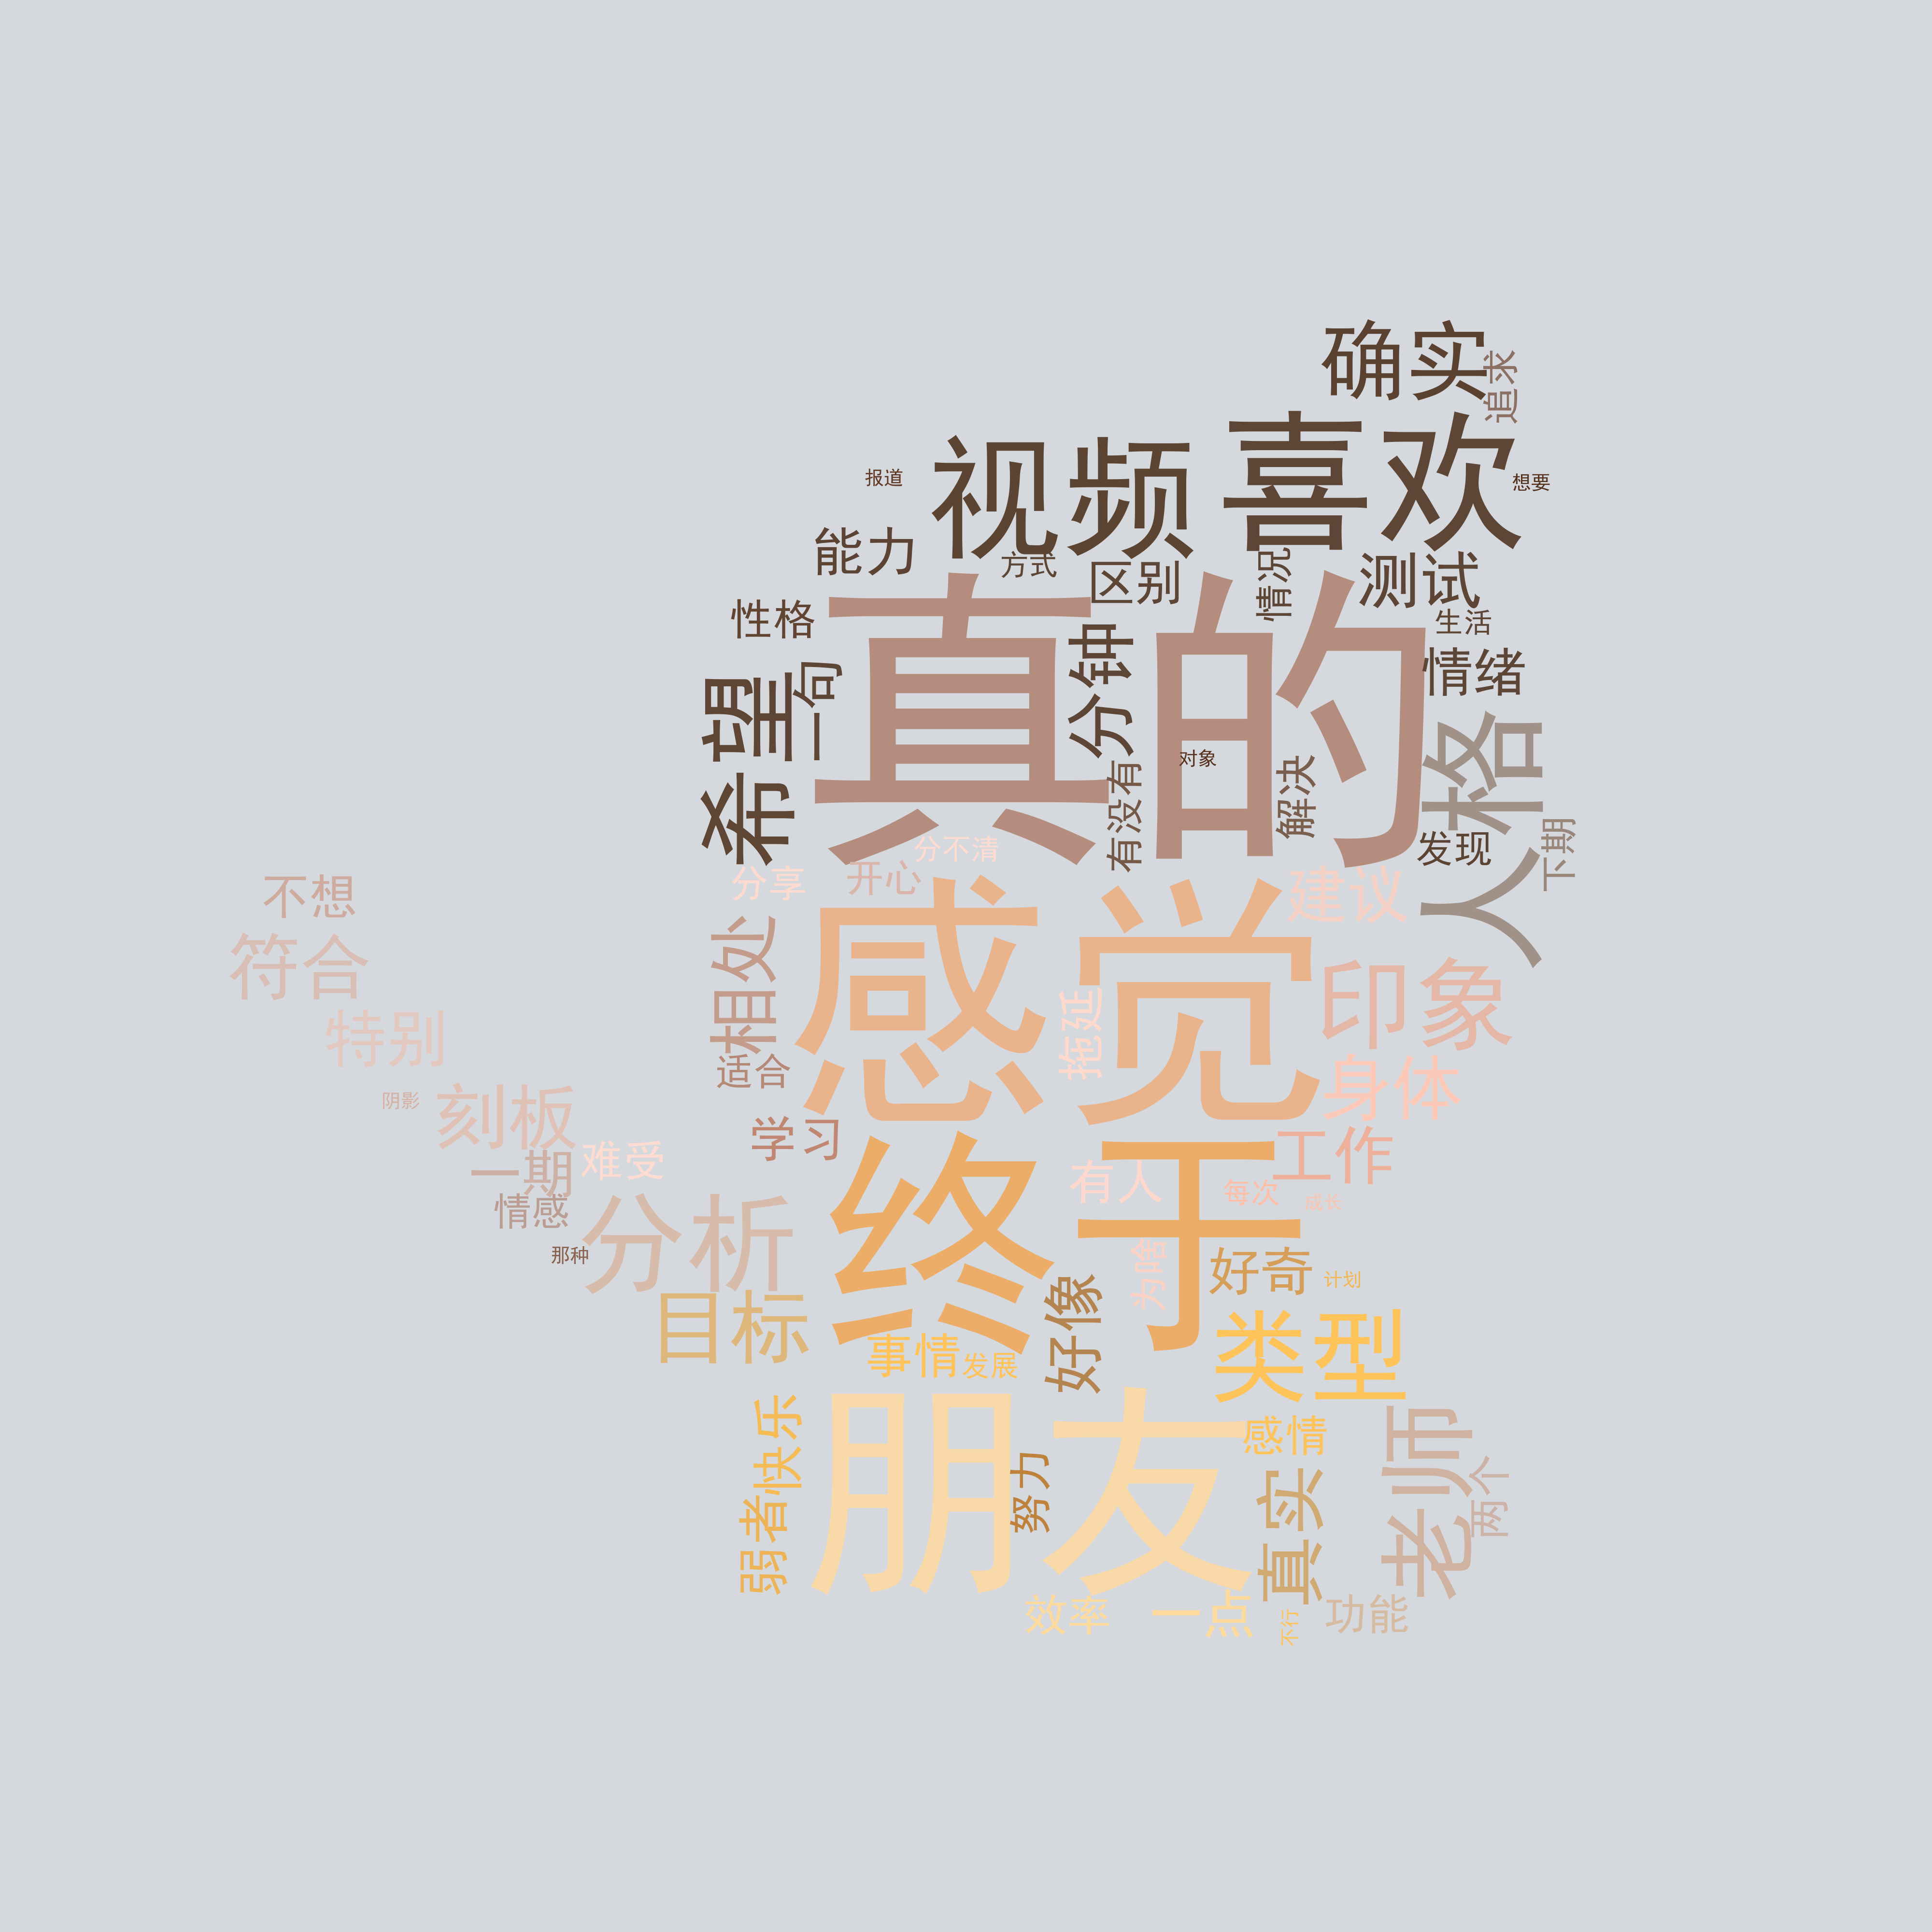 确实
追求
喜欢
视频
报道
想要
能力
方式
区别
情况
测试
性格
生活
真的
分钟
情绪
希望
一句
人格
对象
解决
有没有
发现
下期
分不清
分享
开心
建议
不想
符合
相处
感觉
印象
拖延
特别
适合
身体
阴影
刻板
学习
难受
一期
工作
有人
终于
每次
成长
情感
分析
那种
为啥
好奇
计划
目标
好像
类型
事情
发展
快乐
朋友
感情
老师
两个
努力
真实
弱者
效率
一点
不行
功能